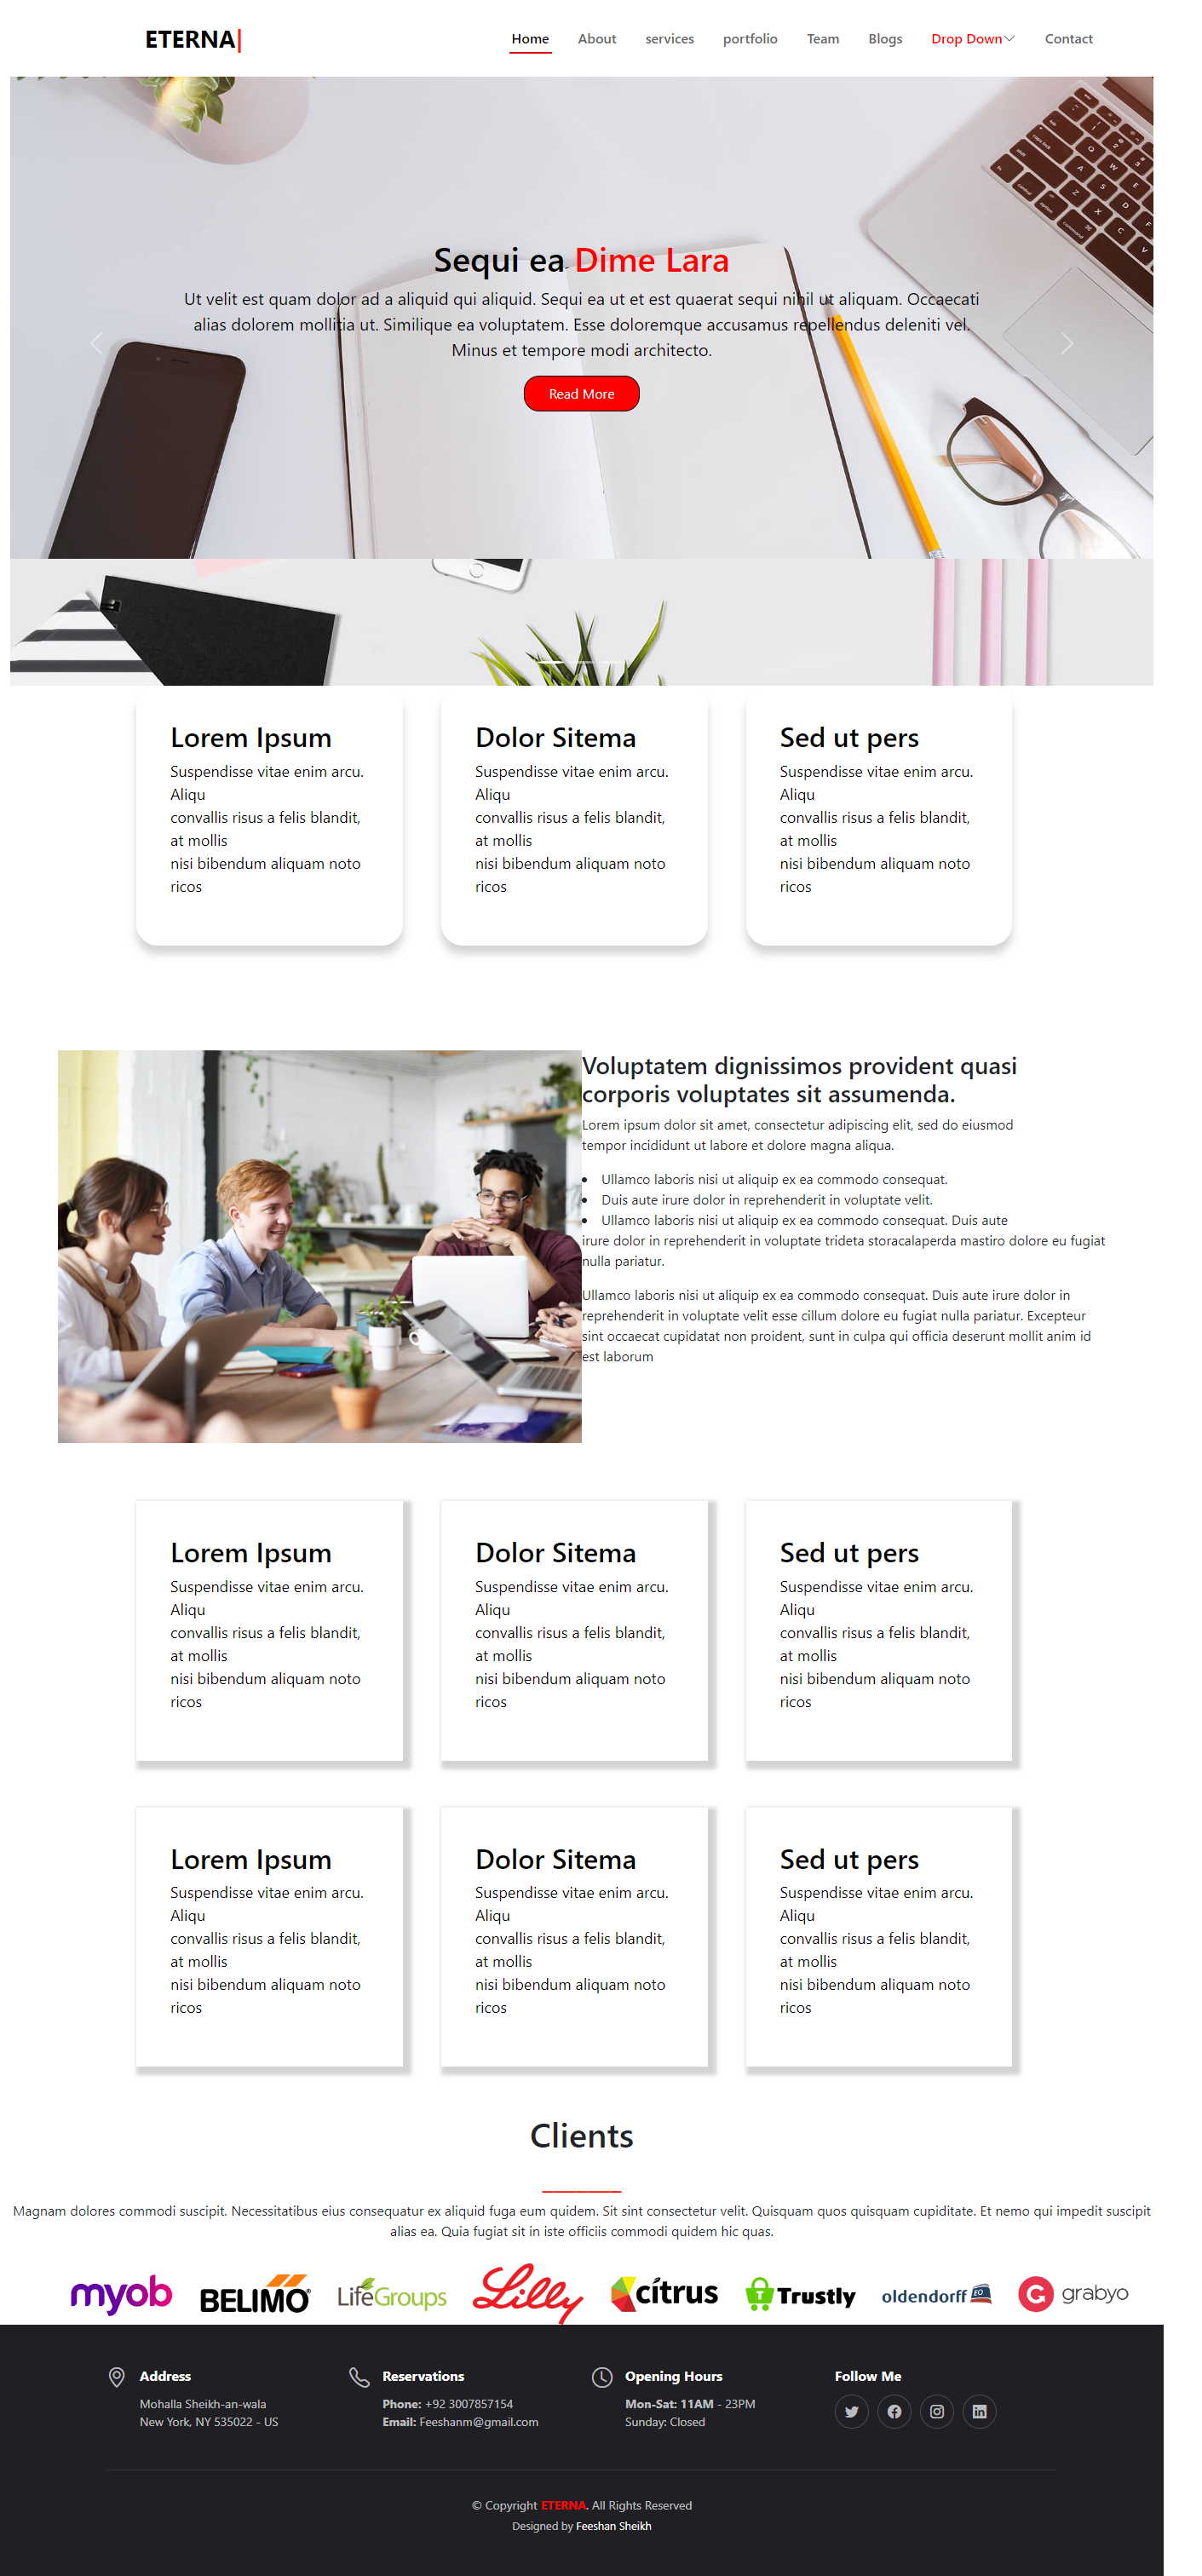 ETERNA|
Home About services portfolio Team Blogs Drop Down Contact
Sequi ea Dime Lara
Ut velit est quam dolor ad a aliquid qui aliquid. Sequi ea ut et est quaerat sequi nihil ut aliquam. Occaecati
alias dolorem mollitia ut. Similique ea voluptatem. Esse doloremque accusamus repellendus deleniti vel.
Minus et tempore modi architecto.
Read More
Lorem Ipsum
Suspendisse vitae enim arcu.
Aliqu
convallis risus a felis blandit,
at mollis
nisi bibendum aliquam noto
ricos
Dolor Sitema
Suspendisse vitae enim arcu.
Aliqu
convallis risus a felis blandit,
at mollis
nisi bibendum aliquam noto
ricos
Sed ut pers
Suspendisse vitae enim arcu.
Aliqu
convallis risus a felis blandit,
at mollis
nisi bibendum aliquam noto
ricos
Voluptatem dignissimos provident quasi
corporis voluptates sit assumenda.
Lorem ipsum dolor sit amet, consectetur adipiscing elit, sed do eiusmod
tempor incididunt ut labore et dolore magna aliqua.
• Ullamco laboris nisi ut aliquip ex ea commodo consequat.
• Duis aute irure dolor in reprehenderit in voluptate velit.
• Ullamco laboris nisi ut aliquip ex ea commodo consequat. Duis aute
irure dolor in reprehenderit in voluptate trideta storacalaperda mastiro dolore eu fugiat
nulla pariatur.
Ullamco laboris nisi ut aliquip ex ea commodo consequat. Duis aute irure dolor in
reprehenderit in voluptate velit esse cillum dolore eu fugiat nulla pariatur. Excepteur
sint occaecat cupidatat non proident, sunt in culpa qui officia deserunt mollit anim id
est laborum
Lorem Ipsum
Suspendisse vitae enim arcu.
Aliqu
convallis risus a felis blandit,
at mollis
nisi bibendum aliquam noto
ricos
Dolor Sitema
Suspendisse vitae enim arcu.
Aliqu
convallis risus a felis blandit,
at mollis
nisi bibendum aliquam noto
ricos
Sed ut pers
Suspendisse vitae enim arcu.
Aliqu
convallis risus a felis blandit,
at mollis
nisi bibendum aliquam noto
ricos
Lorem Ipsum
Suspendisse vitae enim arcu.
Aliqu
convallis risus a felis blandit,
at mollis
nisi bibendum aliquam noto
ricos
Dolor Sitema
Suspendisse vitae enim arcu.
Aliqu
convallis risus a felis blandit,
at mollis
nisi bibendum aliquam noto
ricos
Sed ut pers
Suspendisse vitae enim arcu.
Aliqu
convallis risus a felis blandit,
at mollis
nisi bibendum aliquam noto
ricos
Clients
Magnam dolores commodi suscipit. Necessitatibus eius consequatur ex aliquid fuga eum quidem. Sit sint consectetur velit. Quisquam quos quisquam cupiditate. Et nemo qui impedit suscipit
alias ea. Quia fugiat sit in iste officiis commodi quidem hic quas.
myob BELIMO® LifeGroups Lilly citrus Trustly oldendorff EO G grabyo
Address
Mohalla Sheikh-an-wala
New York, NY 535022 - US
Reservations
Phone: +92 3007857154
Email: Feeshanm@gmail.com
Opening Hours
Mon-Sat: 11AM - 23PM
Sunday: Closed
Follow Me
© Copyright ETERNA. All Rights Reserved
Designed by Feeshan Sheikh